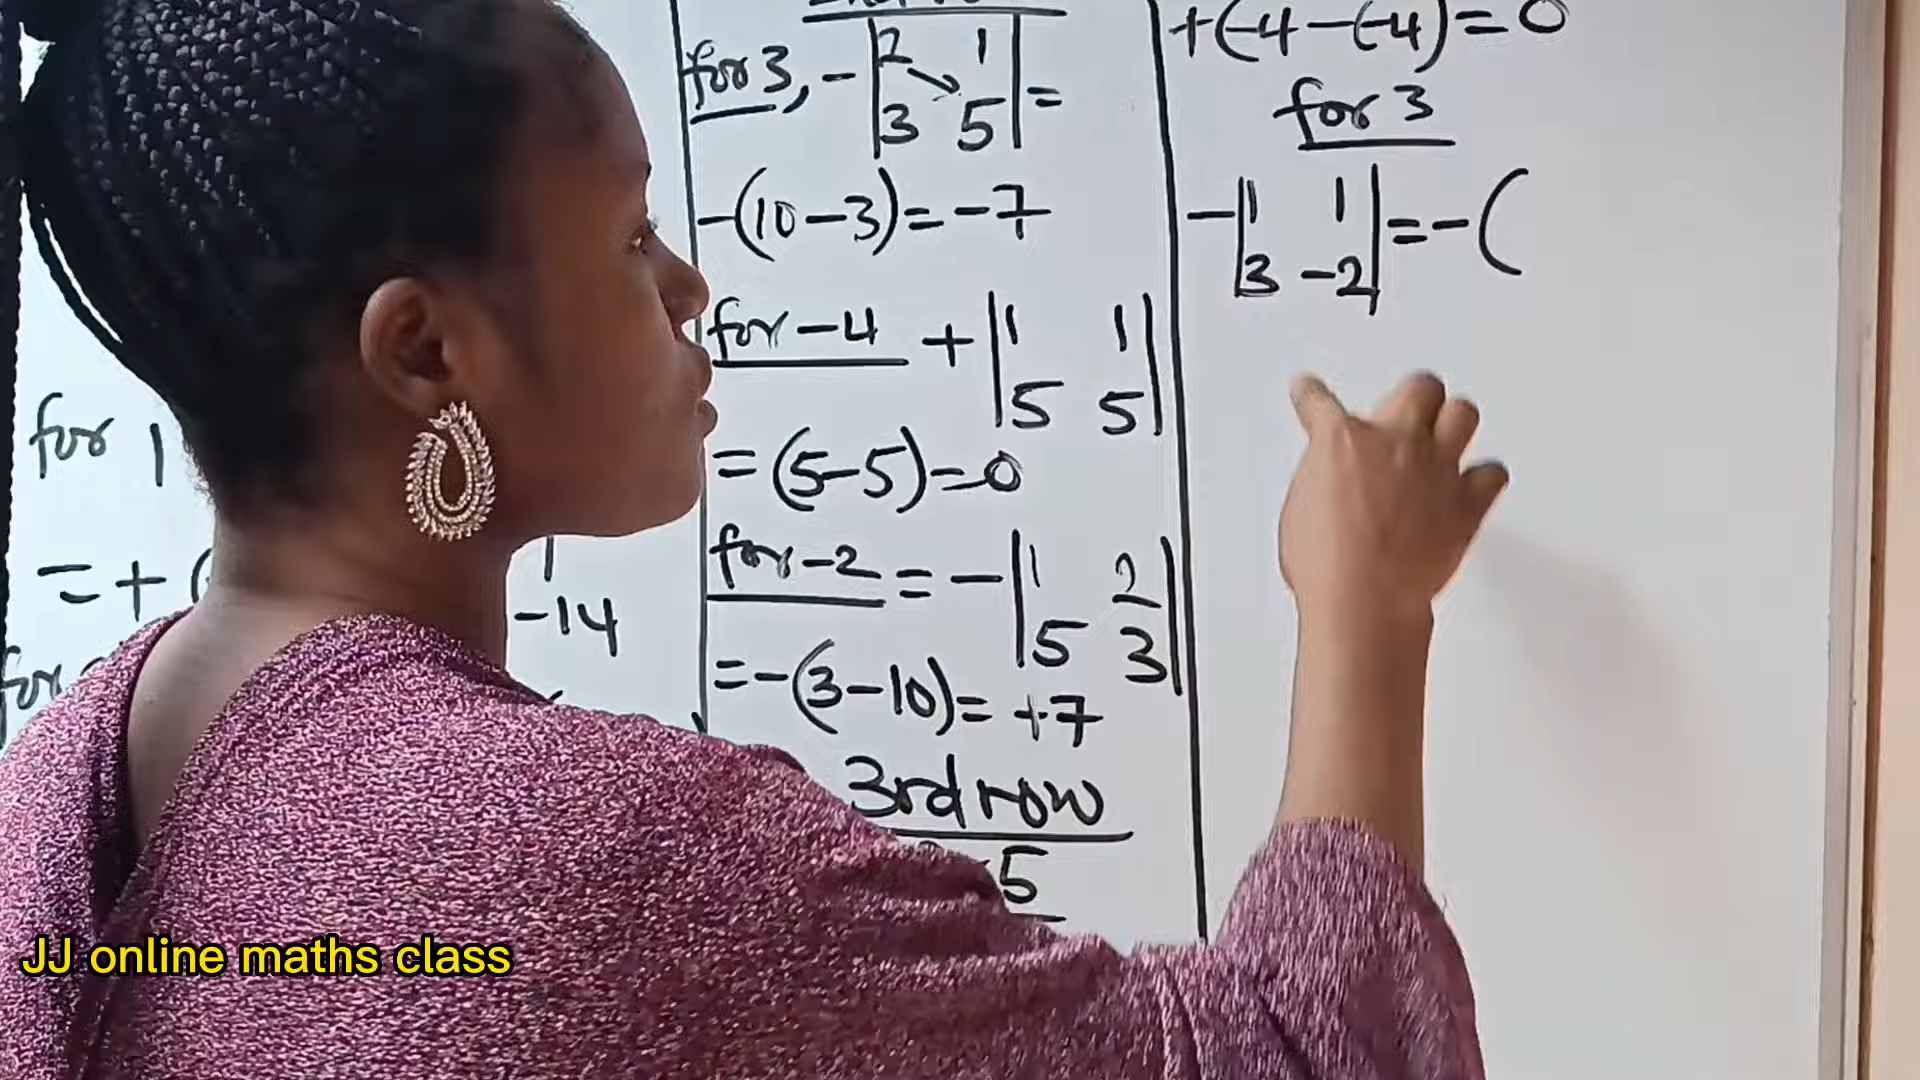 for 1
= + (
-14
for
for 3, - | 2 1 |
| 3 5 | =
-(10-3) = -7
for -4 + | 1 1 |
| 5 5 |
= (5-5) = 0
for -2 = - | 1 2 |
| 5 3 |
= -(3-10) = +7
3rd row
5
+(-4-(-4) = 0
for 3
- | 1 1 | = - (
| 3 -2 |
JJ online maths class